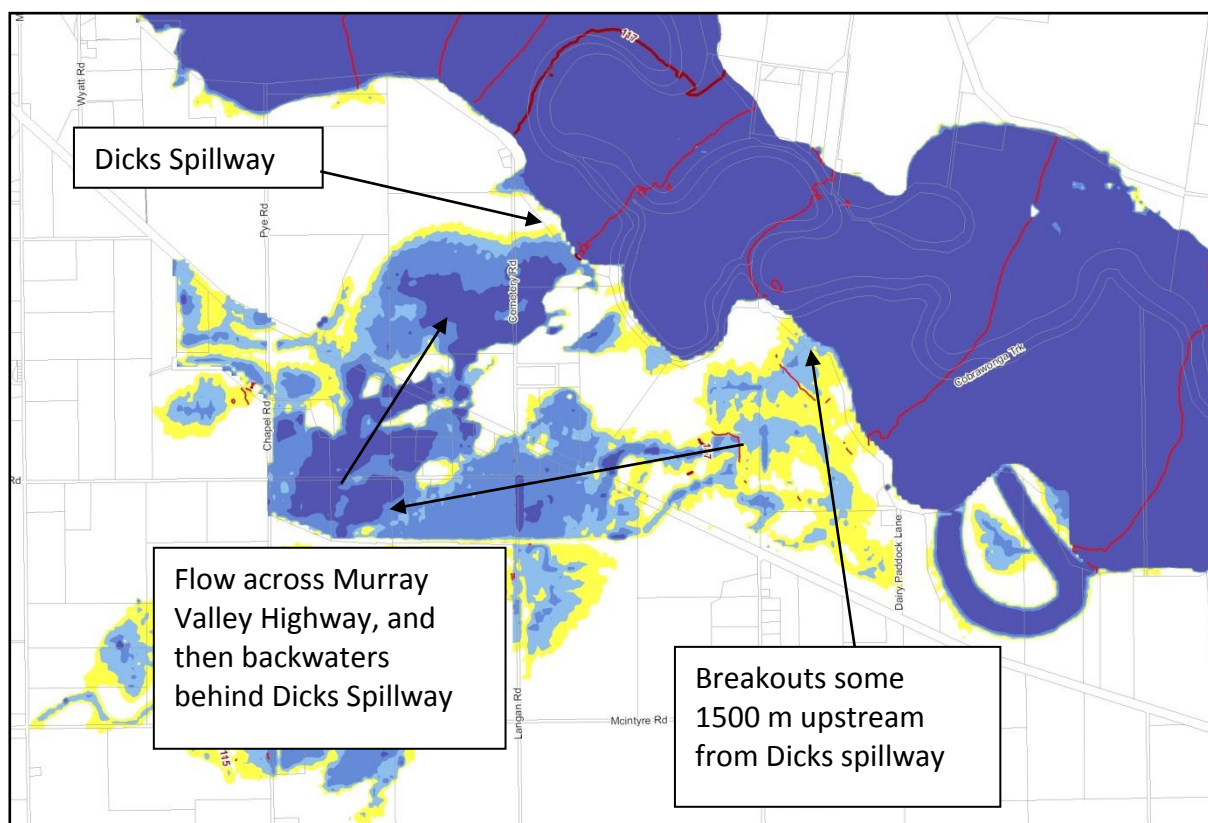 117
Wyatt Rd
Dicks Spillway
Pye Rd
Cemetery Rd
Cobrawonga Trk
Chapel Rd
117
Rd
Dairy Paddock Lane
Flow across Murray
Valley Highway, and
then backwaters
behind Dicks Spillway
Breakouts some
1500 m upstream
from Dicks spillway
Langan Rd
Mcintyre Rd
115